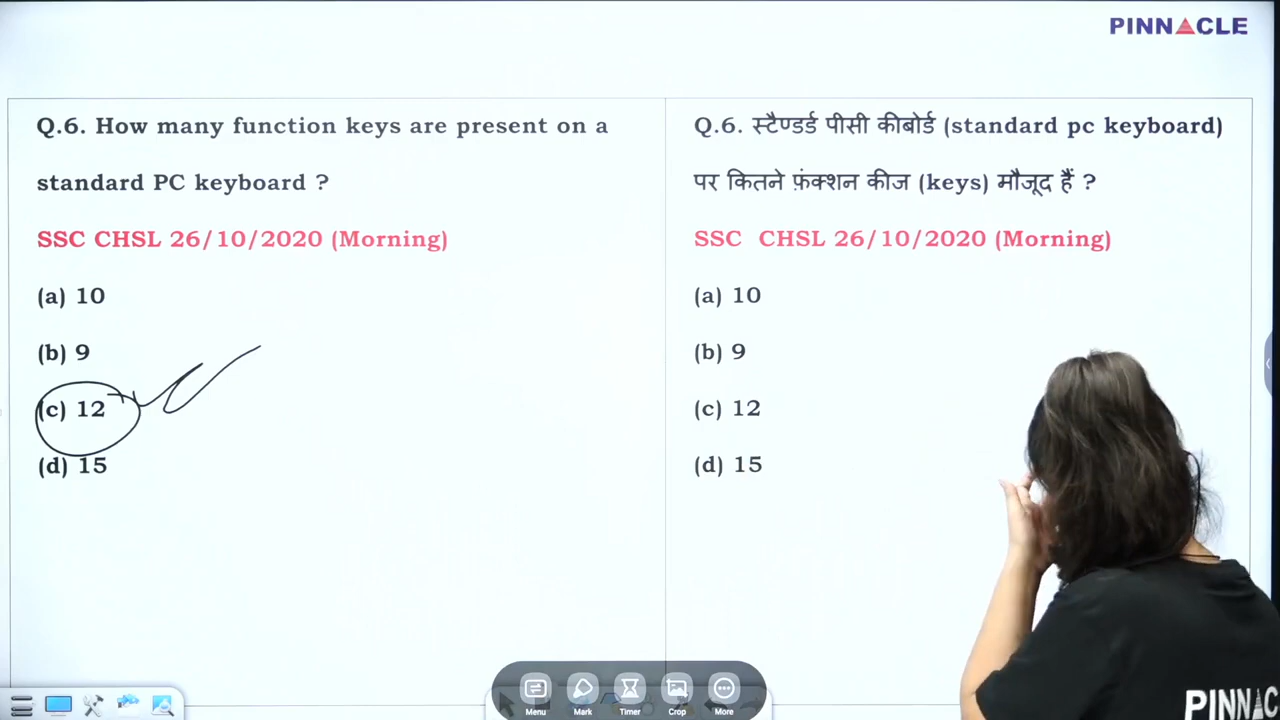 PINNACLE
Q.6. How many function keys are present on a
standard PC keyboard ?
SSC CHSL 26/10/2020 (Morning)
(a) 10
(b) 9
(c) 12
(d) 15
Q.6. स्टैण्डर्ड पीसी कीबोर्ड (standard pc keyboard)
पर कितने फ़ंक्शन कीज (keys) मौजूद हैं ?
SSC CHSL 26/10/2020 (Morning)
(a) 10
(b) 9
(c) 12
(d) 15
Menu
Mark
Timer
Crop
More
PINNAC